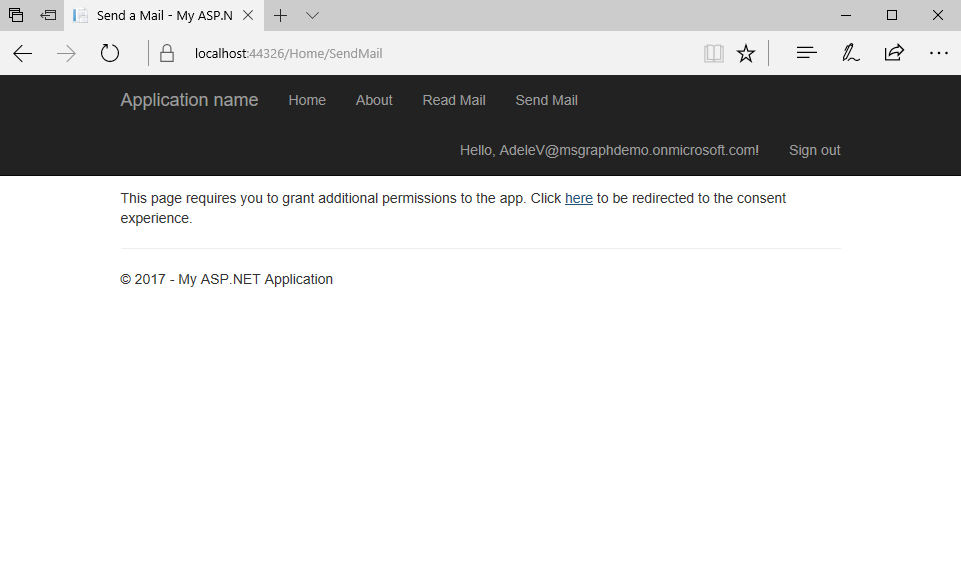 Send a Mail - My ASP.N
localhost:44326/Home/SendMail
Application name Home About Read Mail Send Mail
Hello, AdeleV@msgraphdemo.onmicrosoft.com! Sign out
This page requires you to grant additional permissions to the app. Click here to be redirected to the consent
experience.
© 2017 - My ASP.NET Application